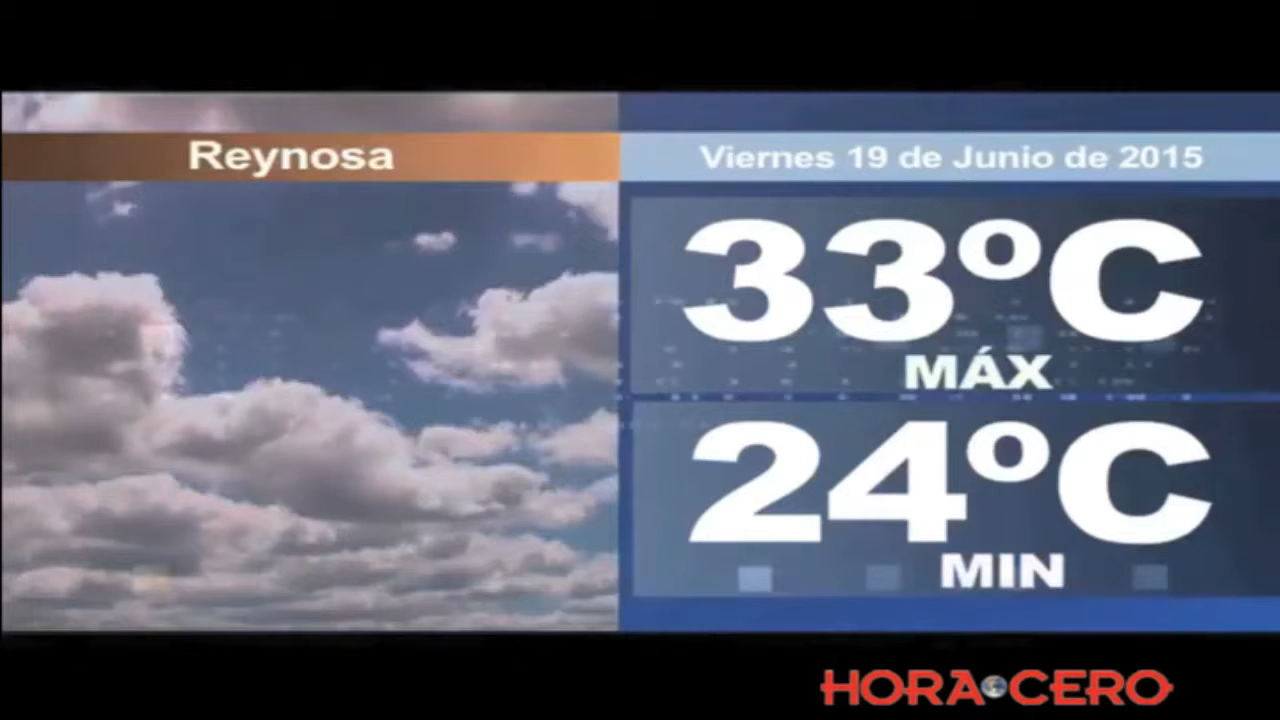 Reynosa
Viernes 19 de Junio de 2015
33ºC
MÁX
24ºC
MIN
HORA CERO